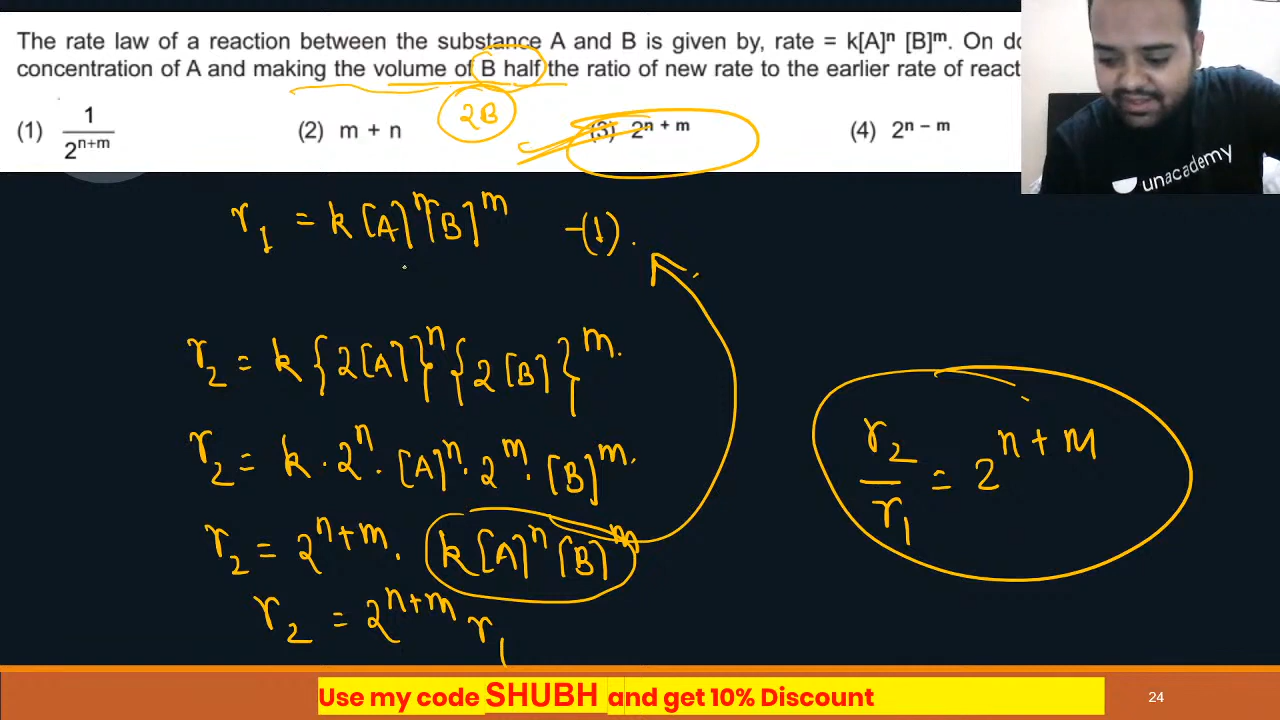 The rate law of a reaction between the substance A and B is given by, rate = k[A]ⁿ [B]ᵐ. On do
concentration of A and making the volume of B half the ratio of new rate to the earlier rate of react
2B
(1) 1/2ⁿ⁺ᵐ (2) m + n (3) 2ⁿ ⁺ ᵐ (4) 2ⁿ ⁻ ᵐ
unacademy
r₁ = k[A]ⁿ[B]ᵐ -(1).
r₂ = k{2[A]}ⁿ{2[B]}ᵐ.
r₂ = k · 2ⁿ · [A]ⁿ · 2ᵐ · [B]ᵐ.
r₂ = 2ⁿ⁺ᵐ · k[A]ⁿ[B]ᵐ
r₂ = 2ⁿ⁺ᵐ r₁
r₂/r₁ = 2ⁿ⁺ᵐ
Use my code SHUBH and get 10% Discount
24